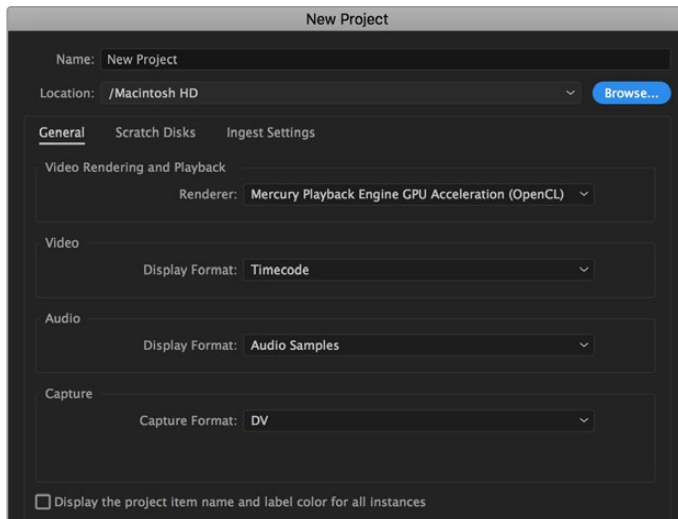 New Project
Name: New Project
Location: /Macintosh HD Browse...
General Scratch Disks Ingest Settings
Video Rendering and Playback
Renderer: Mercury Playback Engine GPU Acceleration (OpenCL)
Video
Display Format: Timecode
Audio
Display Format: Audio Samples
Capture
Capture Format: DV
Display the project item name and label color for all instances